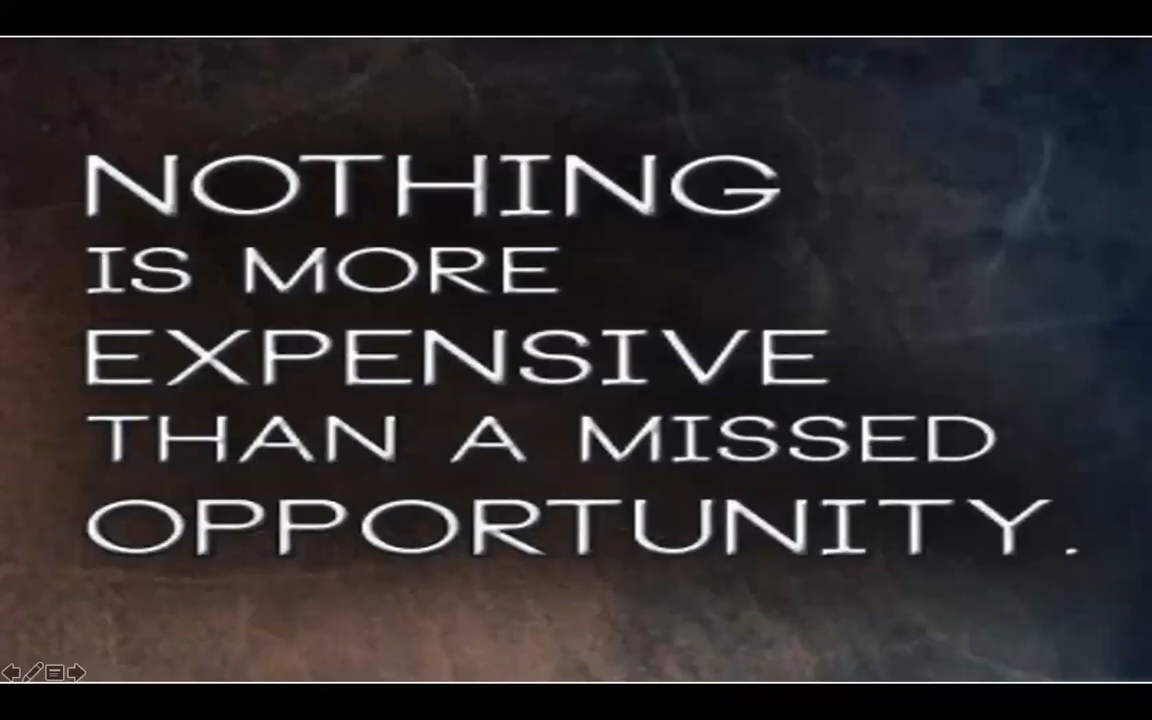 NOTHING
IS MORE
EXPENSIVE
THAN A MISSED
OPPORTUNITY.